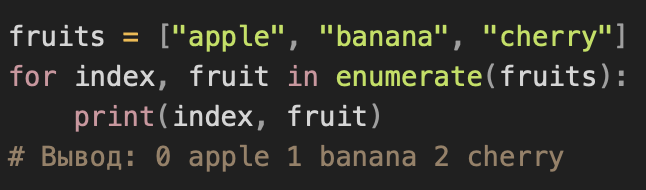 fruits = ["apple", "banana", "cherry"]
for index, fruit in enumerate(fruits):
    print(index, fruit)
# Вывод: 0 apple 1 banana 2 cherry